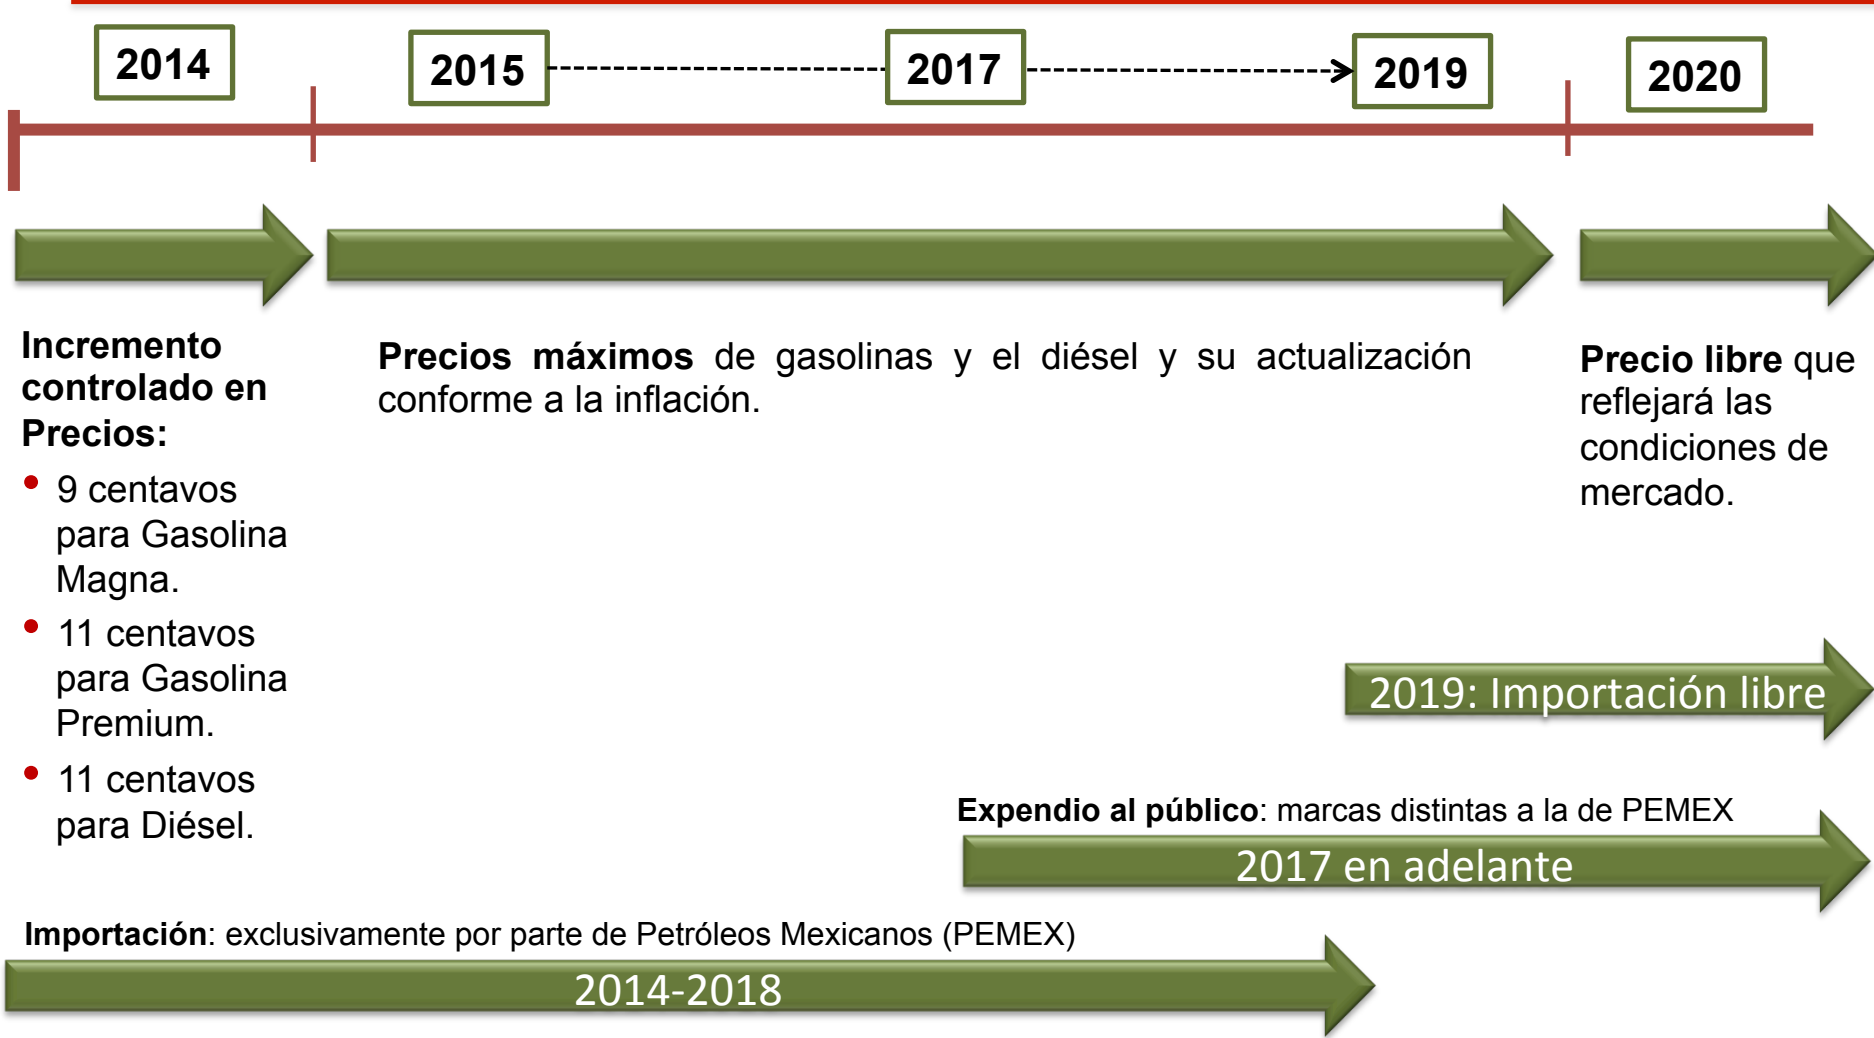 2014
2015
2017
2019
2020
Incremento
controlado en
Precios:
• 9 centavos
para Gasolina
Magna.
• 11 centavos
para Gasolina
Premium.
• 11 centavos
para Diésel.
Precios máximos de gasolinas y el diésel y su actualización
conforme a la inflación.
Precio libre que
reflejará las
condiciones de
mercado.
2019: Importación libre
Expendio al público: marcas distintas a la de PEMEX
2017 en adelante
Importación: exclusivamente por parte de Petróleos Mexicanos (PEMEX)
2014-2018